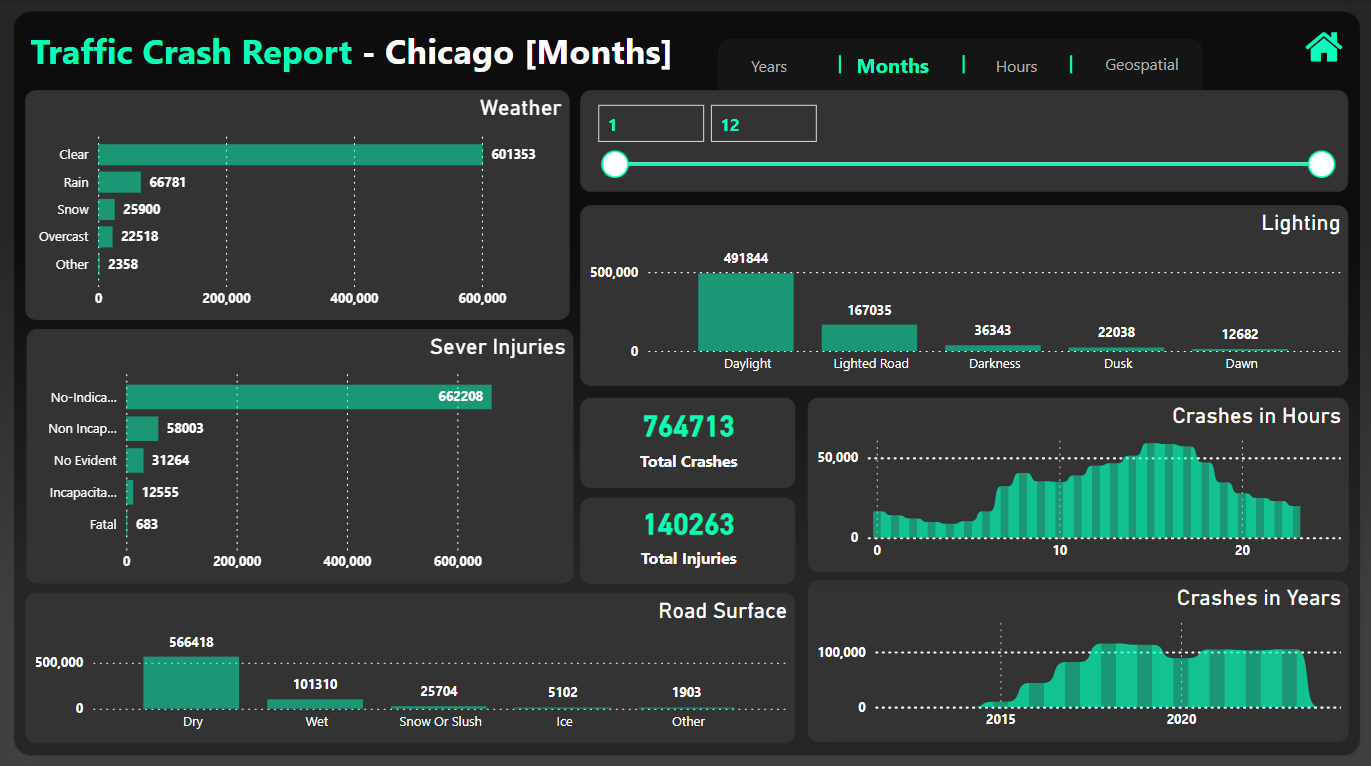 Traffic Crash Report - Chicago [Months]
Years | Months | Hours | Geospatial
Weather
Clear 601353
Rain 66781
Snow 25900
Overcast 22518
Other 2358
0 200,000 400,000 600,000
1 12
Lighting
500,000
0
491844 167035 36343 22038 12682
Daylight Lighted Road Darkness Dusk Dawn
Sever Injuries
No-Indica... 662208
Non Incap... 58003
No Evident 31264
Incapacita... 12555
Fatal 683
0 200,000 400,000 600,000
764713
Total Crashes
140263
Total Injuries
Crashes in Hours
50,000
0
0 10 20
Road Surface
500,000
0
566418 101310 25704 5102 1903
Dry Wet Snow Or Slush Ice Other
Crashes in Years
100,000
0
2015 2020